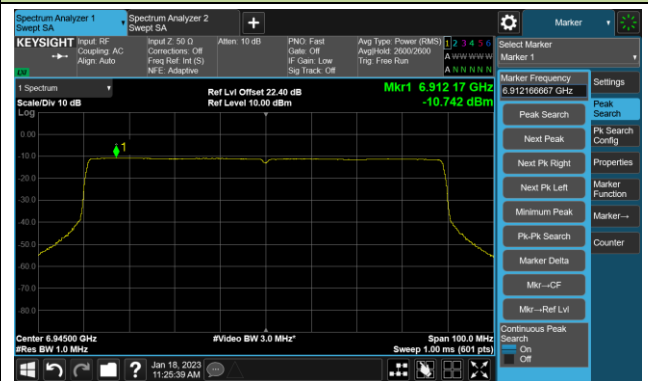 Spectrum Analyzer 1
Swept SA
Spectrum Analyzer 2
Swept SA
+
Marker
KEYSIGHT
Input: RF
Coupling: AC
Align: Auto
Input Z: 50 Ω
Corrections: Off
Freq Ref: Int (S)
NFE: Adaptive
Atten: 10 dB
PNO: Fast
Gate: Off
IF Gain: Low
Sig Track: Off
Avg Type: Power (RMS)
Avg|Hold: 2600/2600
Trig: Free Run
1 2 3 4 5 6
A W W W W W
A N N N N N
LXI
Select Marker
Marker 1
1 Spectrum
Ref Lvl Offset 22.40 dB
Mkr1 6.912 17 GHz
Scale/Div 10 dB
Ref Level 10.00 dBm
-10.742 dBm
Log
0.00
-10.0
-20.0
-30.0
-40.0
-50.0
-60.0
-70.0
-80.0
1
Center 6.94500 GHz
#Video BW 3.0 MHz*
Span 100.0 MHz
#Res BW 1.0 MHz
Sweep 1.00 ms (601 pts)
Marker Frequency
6.912166667 GHz
Peak Search
Next Peak
Next Pk Right
Next Pk Left
Minimum Peak
Pk-Pk Search
Marker Delta
Mkr→CF
Mkr→Ref Lvl
Continuous Peak
Search
On
Off
Settings
Peak
Search
Pk Search
Config
Properties
Marker
Function
Marker→
Counter
?
Jan 18, 2023
11:25:39 AM